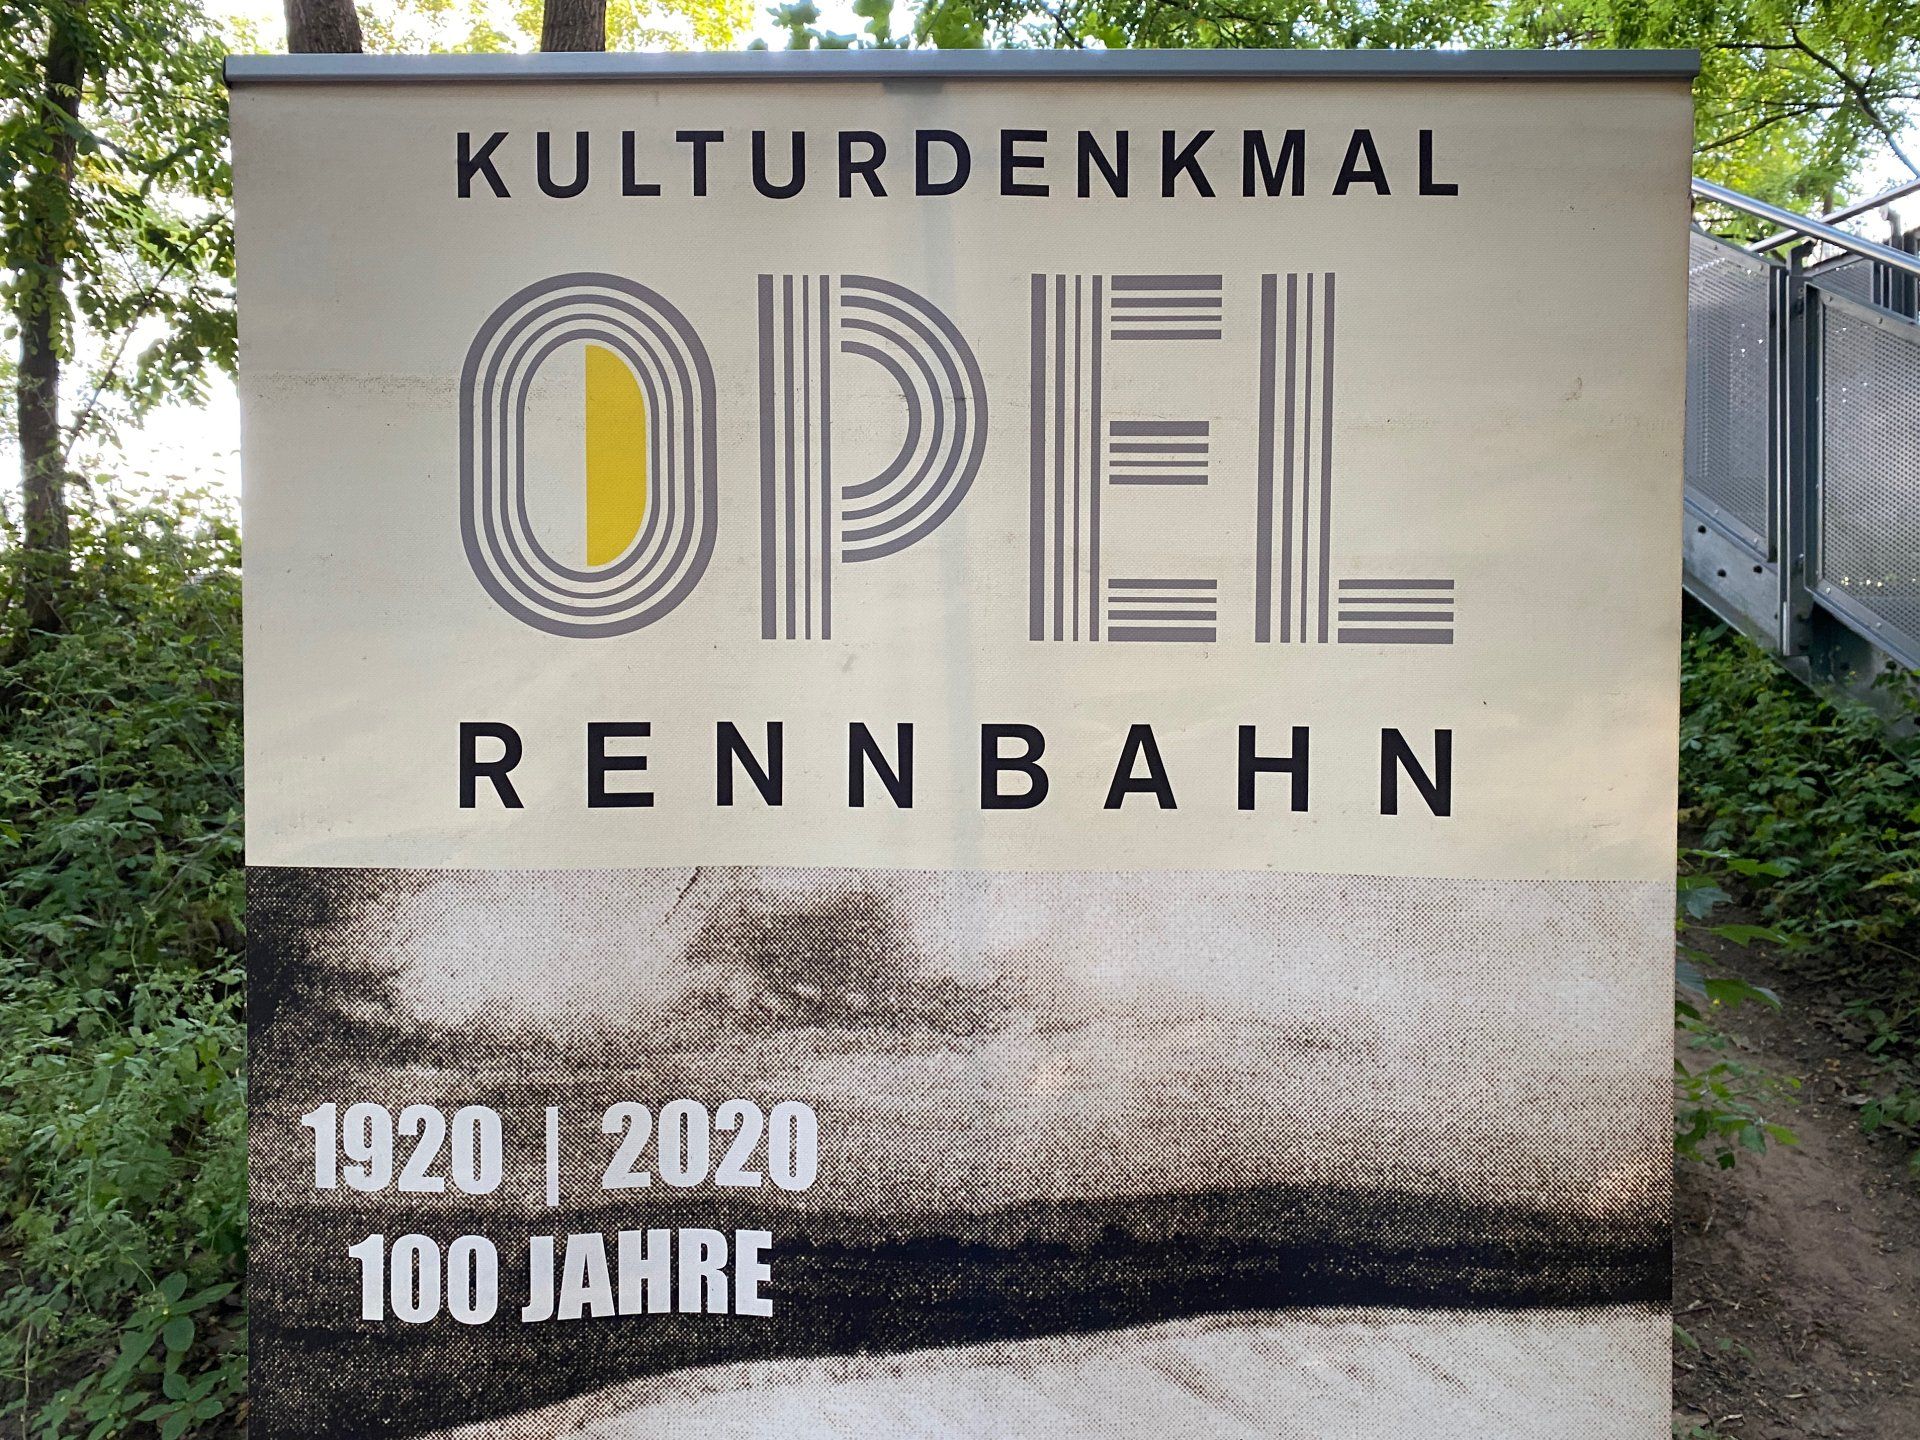 KULTURDENKMAL
OPEL
RENNBAHN
1920 | 2020
100 JAHRE